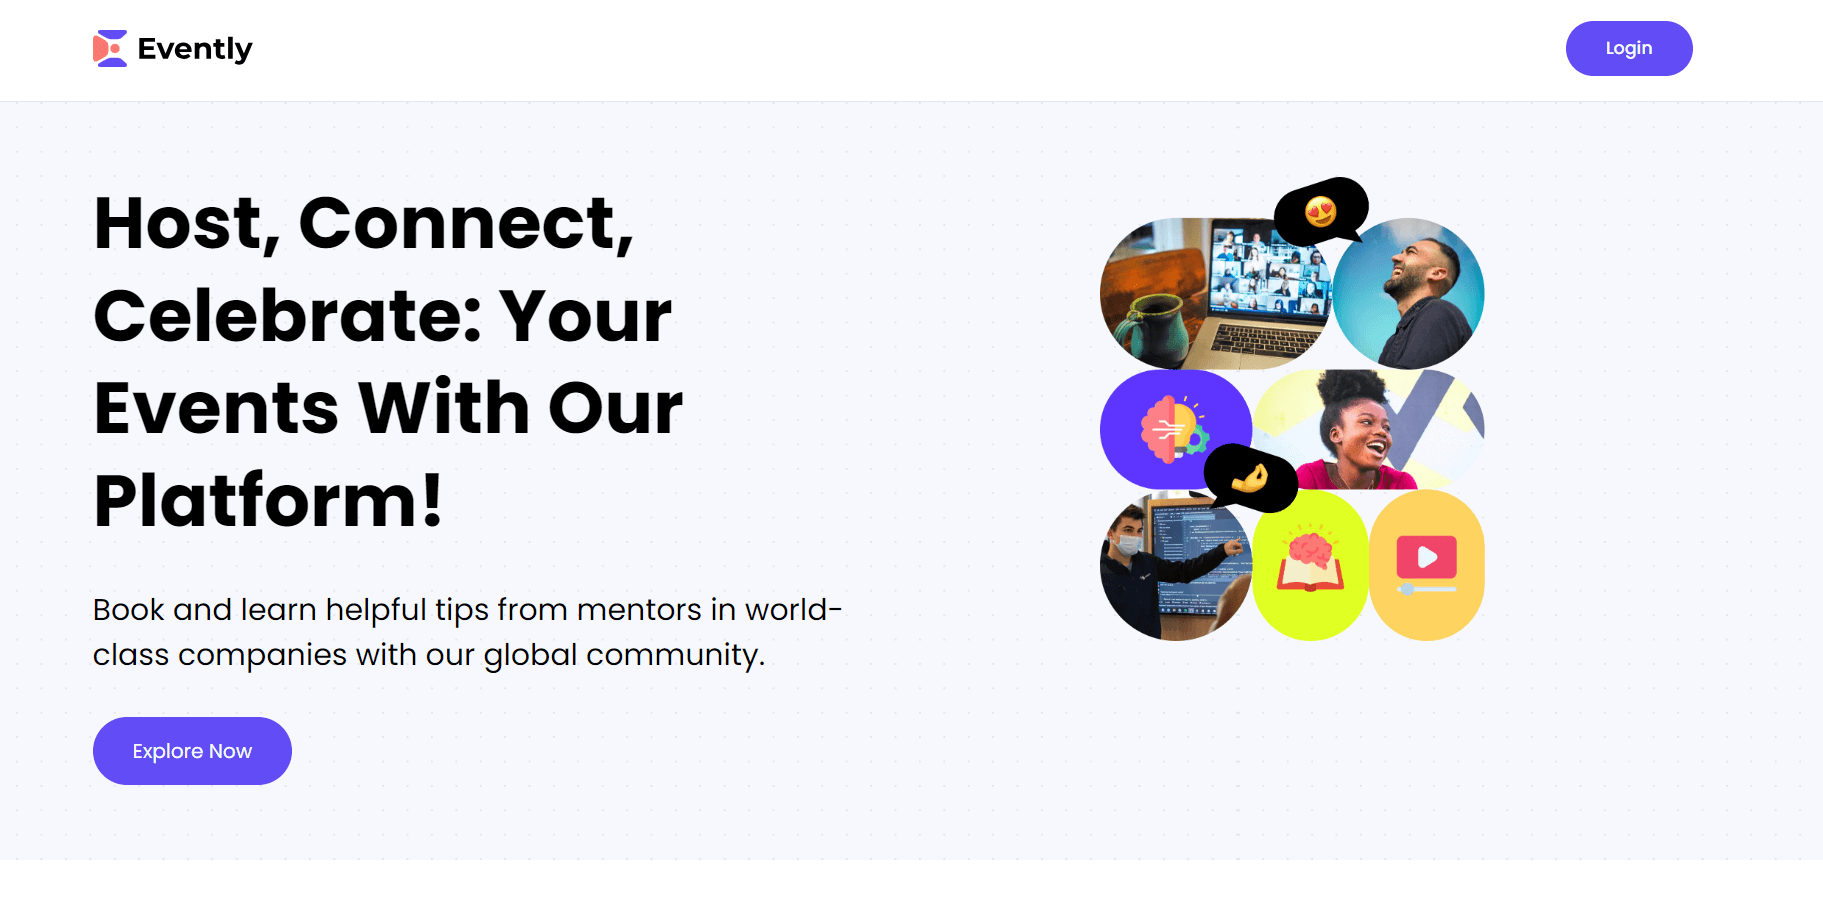 Evently
Login
Host, Connect,
Celebrate: Your
Events With Our
Platform!
Book and learn helpful tips from mentors in world-
class companies with our global community.
Explore Now